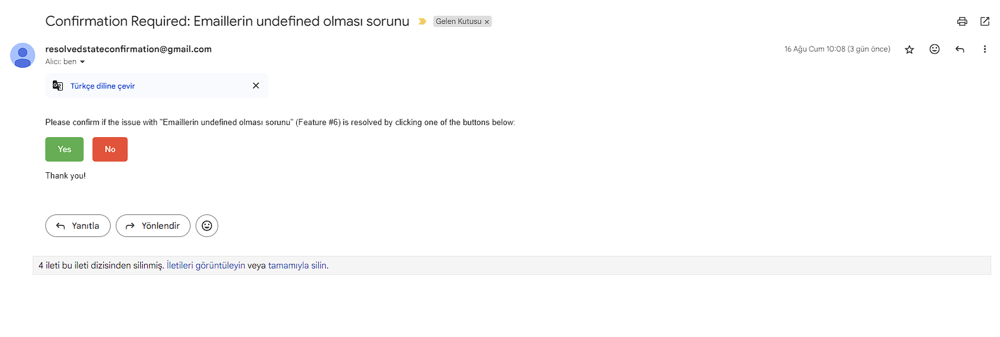 Confirmation Required: Emaillerin undefined olması sorunu
Gelen Kutusu ×
resolvedstateconfirmation@gmail.com
16 Ağu Cum 10:08 (3 gün önce)
Alıcı: ben
Türkçe diline çevir
Please confirm if the issue with "Emaillerin undefined olması sorunu" (Feature #6) is resolved by clicking one of the buttons below:
Yes No
Thank you!
Yanıtla Yönlendir
4 ileti bu ileti dizisinden silinmiş. İletileri görüntüleyin veya tamamıyla silin.